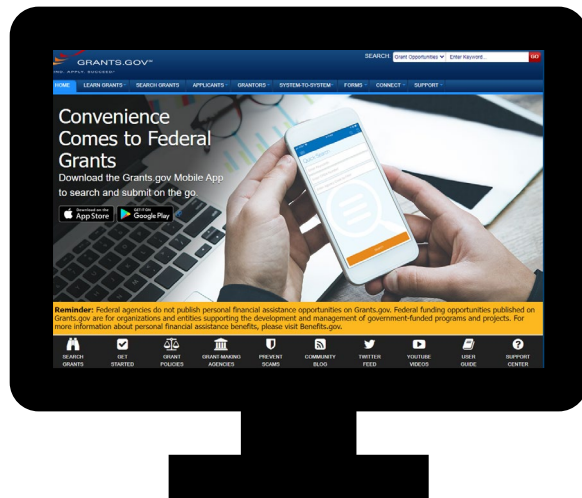 GRANTS.GOV℠
SEARCH: Grant Opportunities Enter Keyword... GO
APPLY. SUCCEED.
HOME LEARN GRANTS SEARCH GRANTS APPLICANTS GRANTORS SYSTEM-TO-SYSTEM FORMS CONNECT SUPPORT
Convenience
Comes to Federal
Grants
Download the Grants.gov Mobile App
to search and submit on the go.
Download on the App Store GET IT ON Google Play
Quick Search
Reminder: Federal agencies do not publish personal financial assistance opportunities on Grants.gov. Federal funding opportunities published on
Grants.gov are for organizations and entities supporting the development and management of government-funded programs and projects. For
more information about personal financial assistance benefits, please visit Benefits.gov.
SEARCH GET GRANT GRANT-MAKING PREVENT COMMUNITY TWITTER YOUTUBE USER SUPPORT
GRANTS STARTED POLICIES AGENCIES SCAMS BLOG FEED VIDEOS GUIDE CENTER